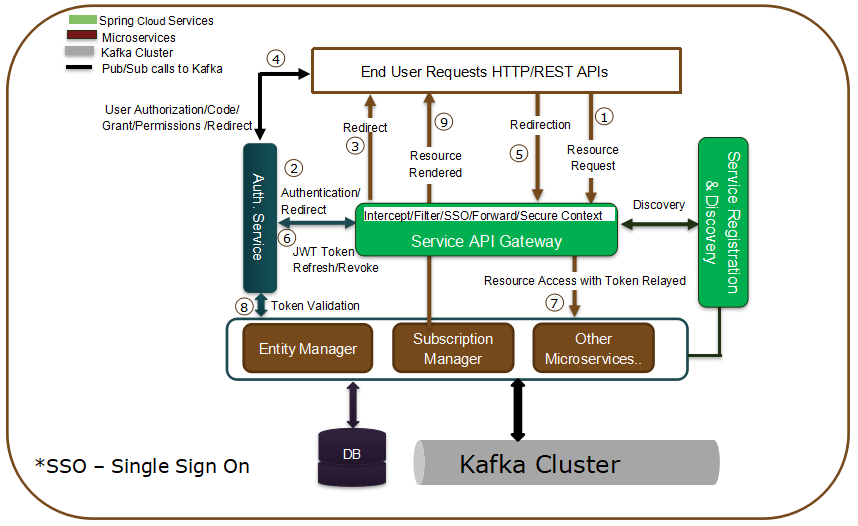 Spring Cloud Services
Microservices
Kafka Cluster
Pub/Sub calls to Kafka
4
End User Requests HTTP/REST APIs
User Authorization/Code/
Grant/Permissions /Redirect
Redirect
3
9
Resource
Rendered
Redirection
5
1
Resource
Request
2
Authentication/
Redirect
6
JWT Token
Refresh/Revoke
Auth. Service
Intercept/Filter/SSO/Forward/Secure Context
Service API Gateway
Discovery
Service Registration
& Discovery
Resource Access with Token Relayed
7
8
Token Validation
Entity Manager
Subscription
Manager
Other
Microservices..
DB
Kafka Cluster
*SSO – Single Sign On